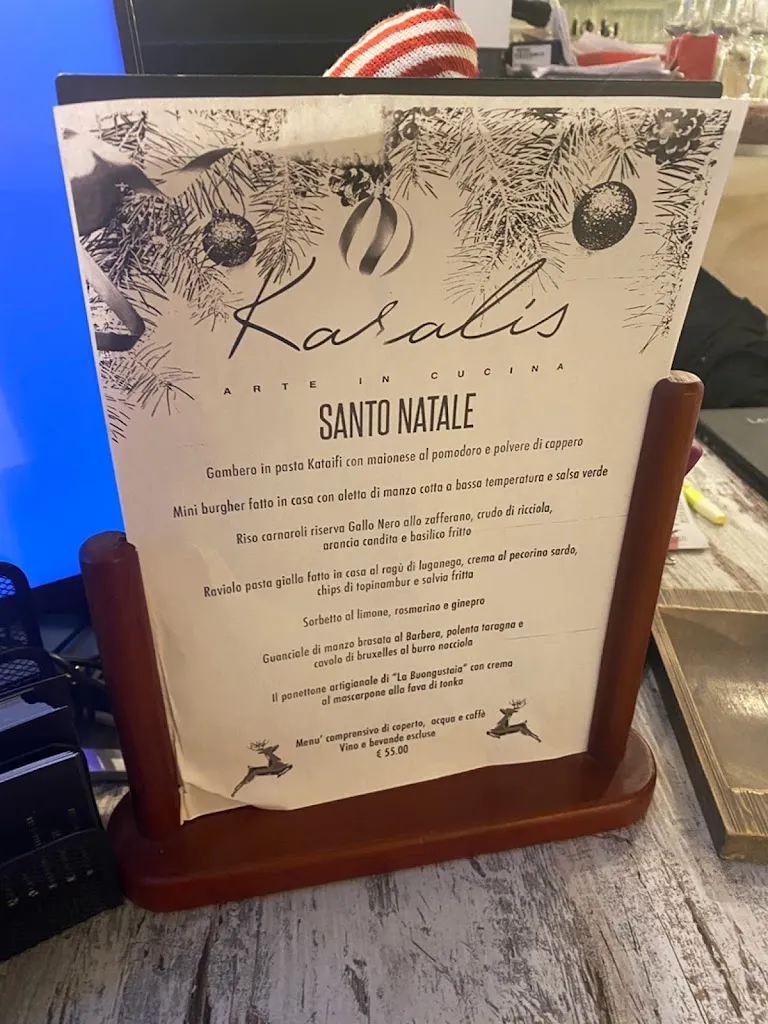 Karalis
ARTE IN CUCINA
SANTO NATALE
Gambero in pasta Kataifi con maionese al pomodoro e polvere di cappero
Mini burgher fatto in casa con aletta di manzo cotta a bassa temperatura e salsa verde
Riso carnaroli riserva Gallo Nero allo zafferano, crudo di ricciola,
arancia candita e basilico fritto
Raviolo pasta gialla fatto in casa al ragù di luganega, crema al pecorino sardo,
chips di topinambur e salvia fritta
Sorbetto al limone, rosmarino e ginepro
Guanciale di manzo brasato al Barbera, polenta taragna e
cavolo di bruxelles al burro nocciola
Il panettone artigianale di "La Buongustaia" con crema
al mascarpone alla fava di tonka
Menu' comprensivo di coperto, acqua e caffè
Vino e bevande escluse
€ 55.00